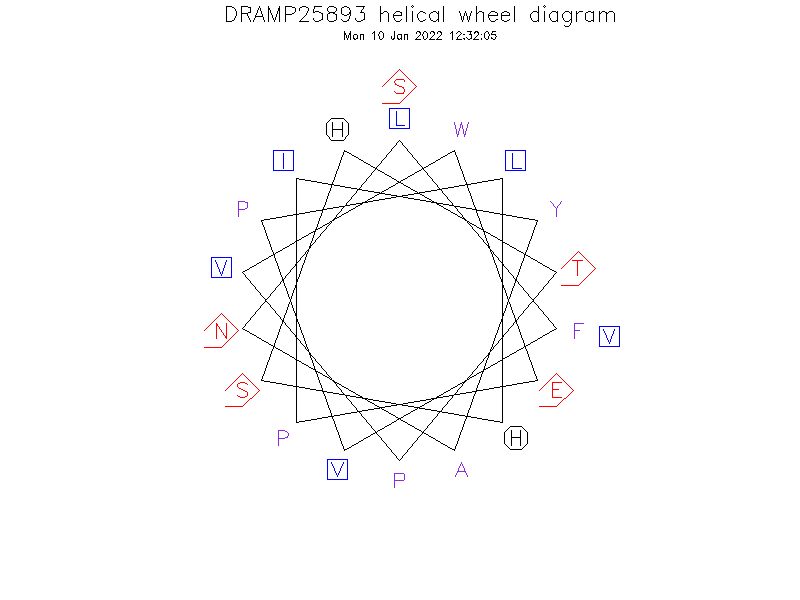 DRAMP25893 helical wheel diagram
Mon 10 Jan 2022 12:32:05
S
H L W
I L
P Y
V T
N F V
S E
P H
V P A